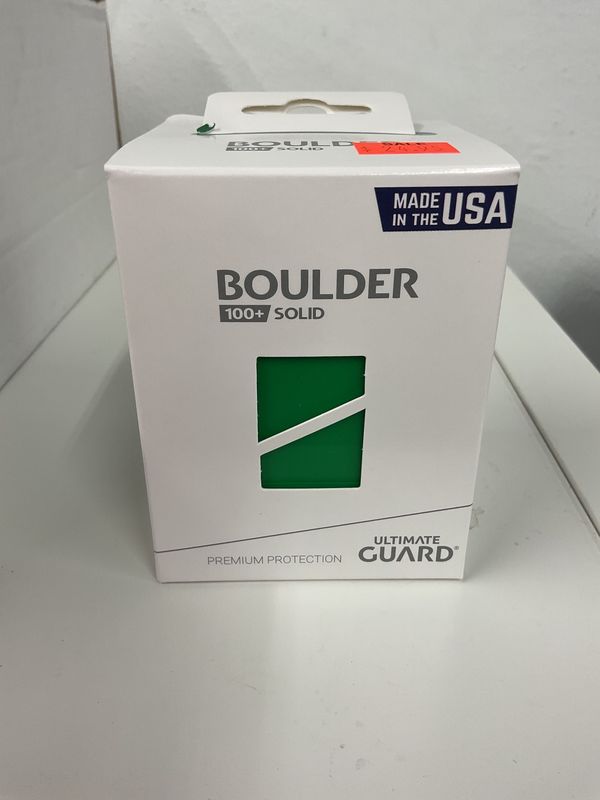 BOULDER
100+ SOLID
MADE
IN THE USA
BOULDER
100+ SOLID
PREMIUM PROTECTION
ULTIMATE
GUARD®